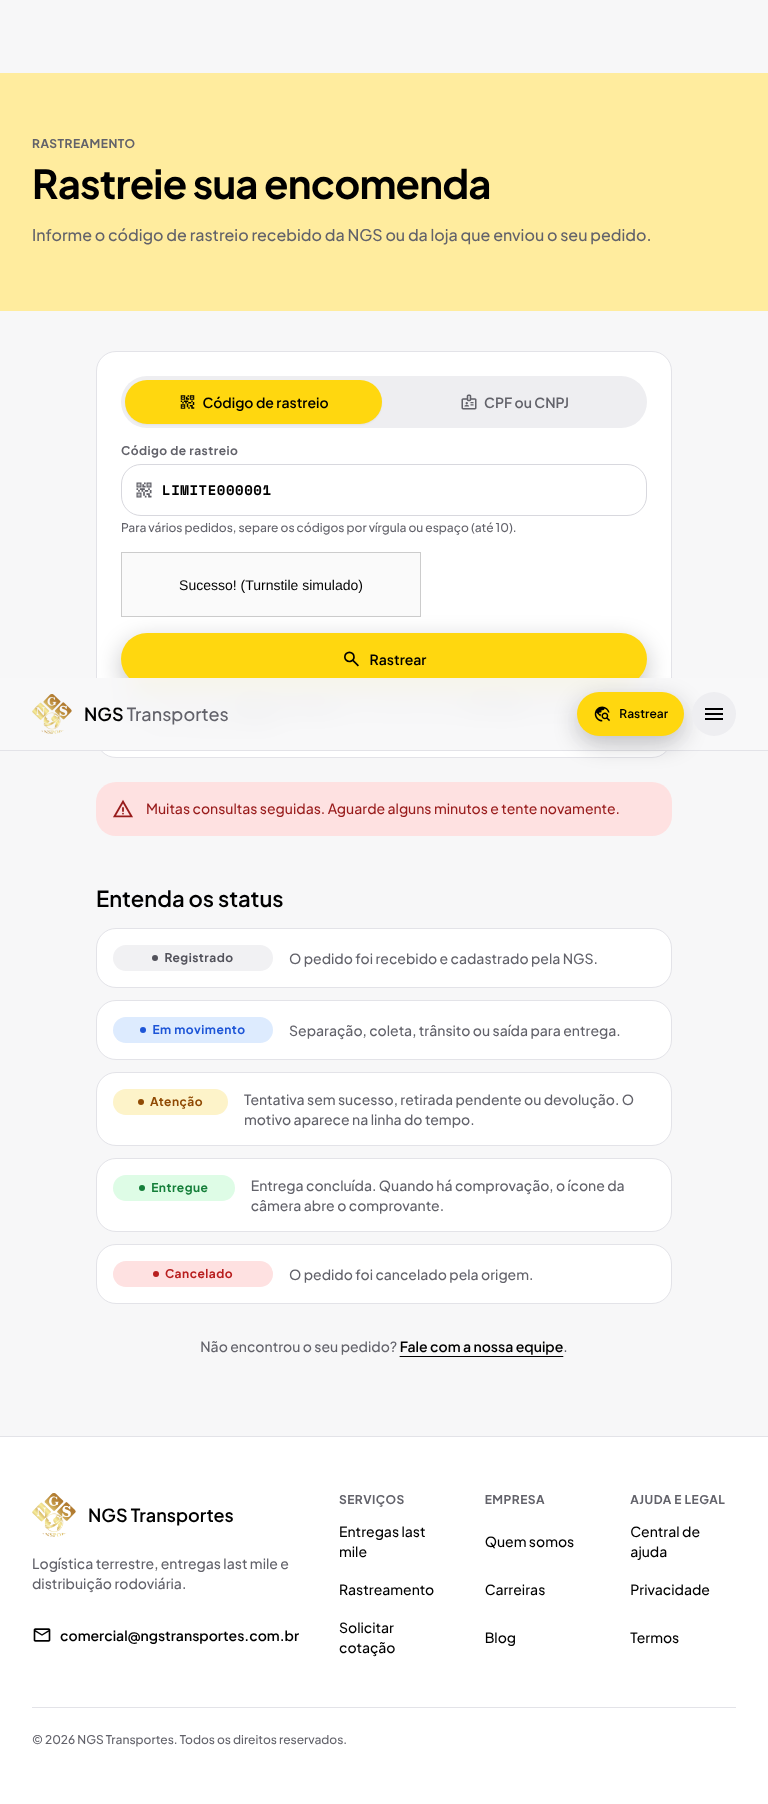 RASTREAMENTO
Rastreie sua encomenda
Informe o código de rastreio recebido da NGS ou da loja que enviou o seu pedido.
Código de rastreio
CPF ou CNPJ
Código de rastreio
LIMITE000001
Para vários pedidos, separe os códigos por vírgula ou espaço (até 10).
Sucesso! (Turnstile simulado)
Rastrear
NGS Transportes
Rastrear
Muitas consultas seguidas. Aguarde alguns minutos e tente novamente.
Entenda os status
Registrado
O pedido foi recebido e cadastrado pela NGS.
Em movimento
Separação, coleta, trânsito ou saída para entrega.
Atenção
Tentativa sem sucesso, retirada pendente ou devolução. O
motivo aparece na linha do tempo.
Entregue
Entrega concluída. Quando há comprovação, o ícone da
câmera abre o comprovante.
Cancelado
O pedido foi cancelado pela origem.
Não encontrou o seu pedido? Fale com a nossa equipe.
NGS
NGS Transportes
Logística terrestre, entregas last mile e
distribuição rodoviária.
comercial@ngstransportes.com.br
SERVIÇOS
Entregas last
mile
Rastreamento
Solicitar
cotação
EMPRESA
Quem somos
Carreiras
Blog
AJUDA E LEGAL
Central de
ajuda
Privacidade
Termos
© 2026 NGS Transportes. Todos os direitos reservados.